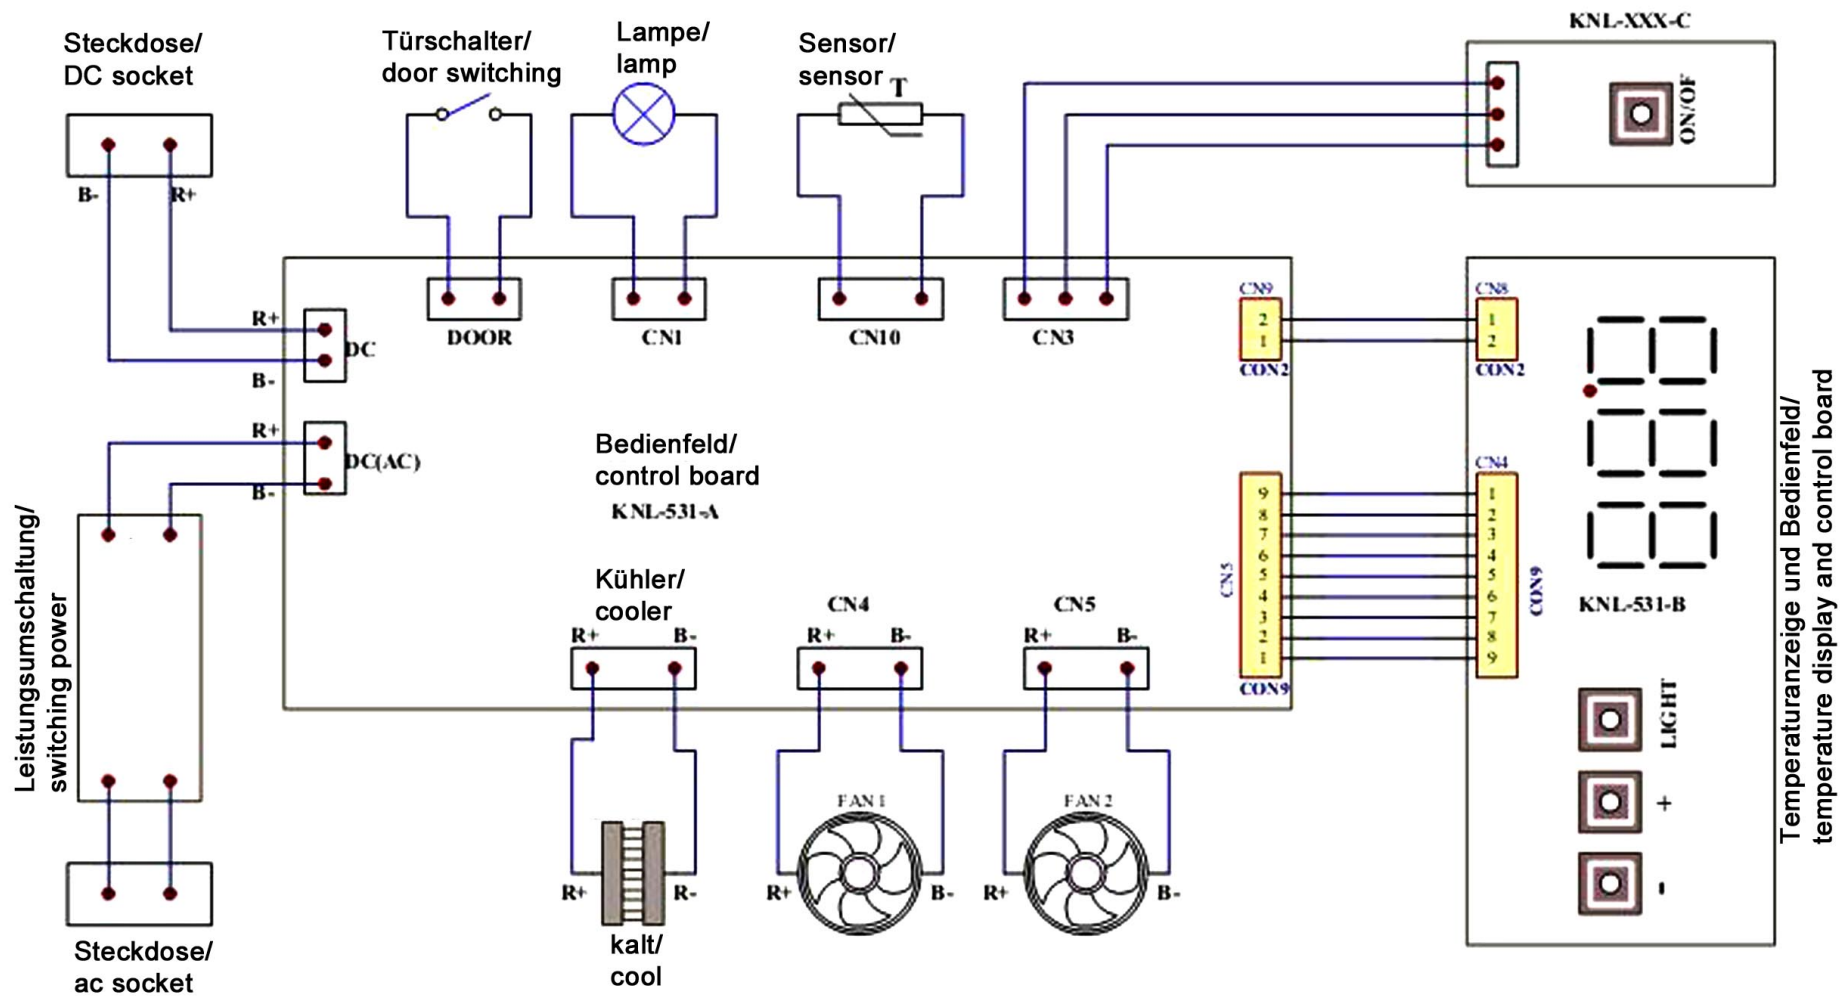 KNL-XXX-C
Steckdose/
DC socket
Türschalter/
door switching
Lampe/
lamp
Sensor/
sensor
T
ON/OF
B-
R+
R+
DC
B-
DOOR
CN1
CN10
CN3
CN9
2
1
CON2
CN8
1
2
CON2
R+
DC(AC)
B-
Bedienfeld/
control board
KNL-531-A
CN5
9
8
7
6
5
4
3
2
1
CON9
CN4
1
2
3
4
5
6
7
8
9
CON9
KNL-531-B
Temperaturanzeige und Bedienfeld/
temperature display and control board
Leistungsumschaltung/
switching power
Kühler/
cooler
R+
B-
CN4
R+
B-
CN5
R+
B-
LIGHT
+
-
FAN 1
FAN 2
R+
R-
R+
B-
R+
B-
kalt/
cool
Steckdose/
ac socket